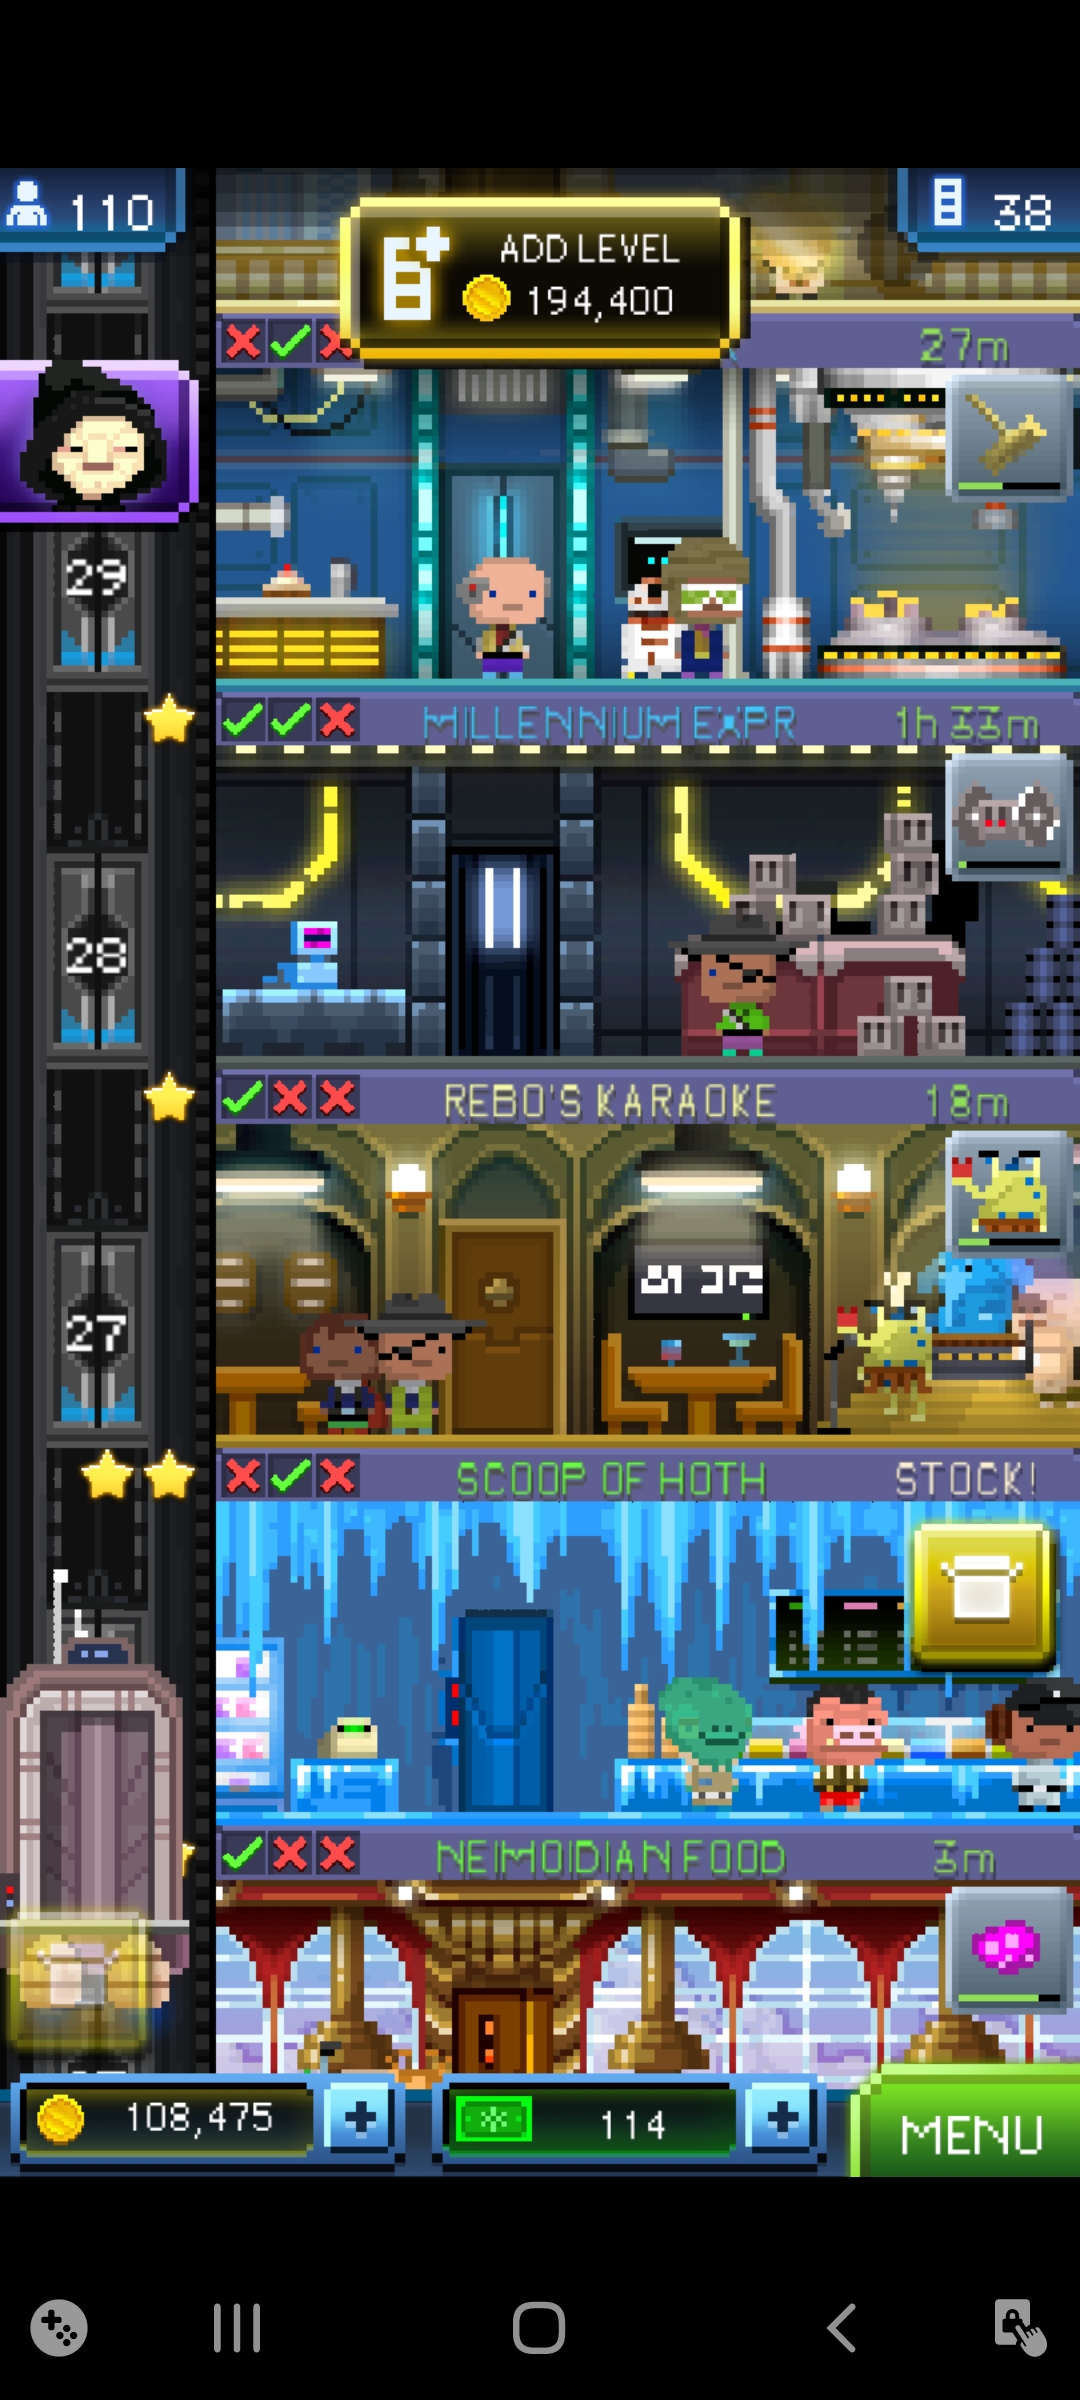 110
38
ADD LEVEL
194,400
27m
29
MILLENNIUM EXPR
1h 33m
28
REBO'S KARAOKE
18m
27
SCOOP OF HOTH
STOCK!
NEIMOIDIAN FOOD
3m
108,475
114
MENU